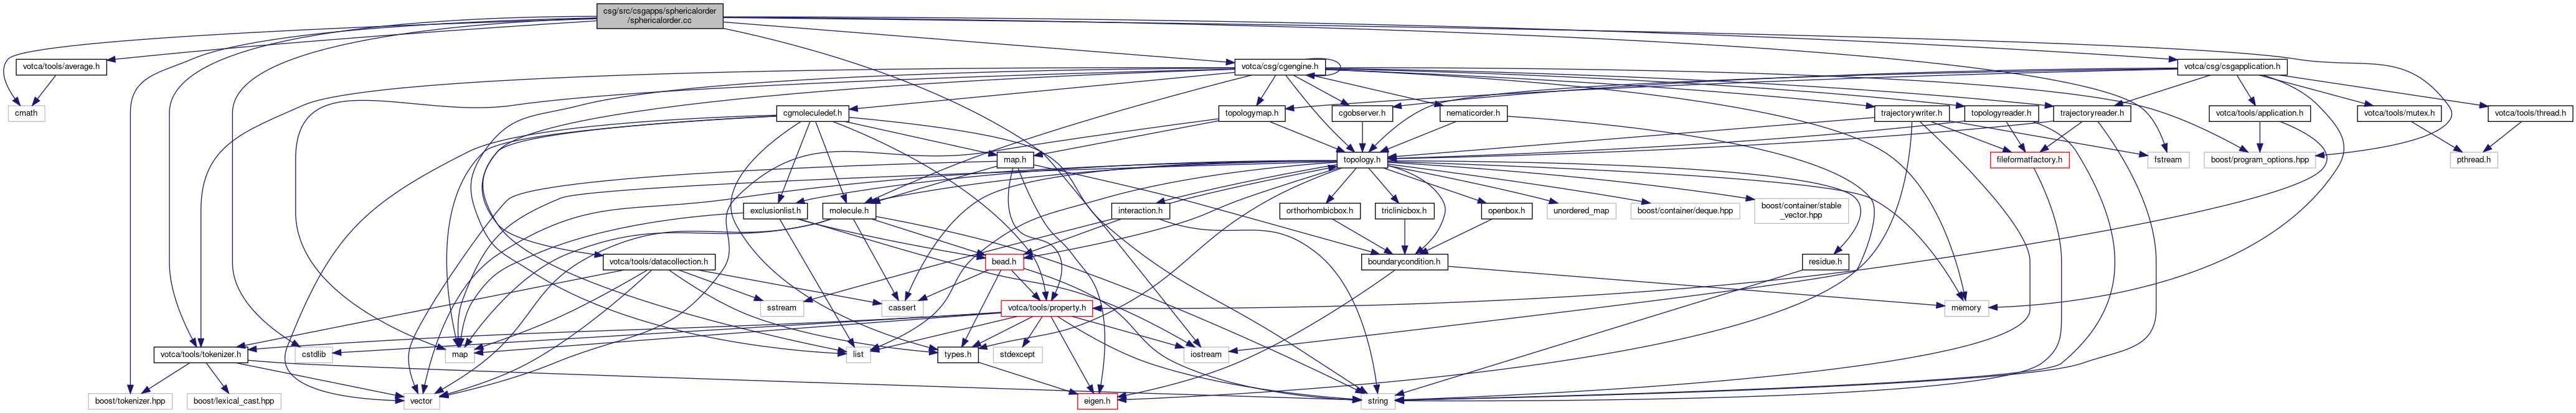 csg/src/csgapps/sphericalorder
/sphericalorder.cc
votca/tools/average.h
votca/csg/cgengine.h
votca/csg/csgapplication.h
cmath
cgmoleculedef.h
topologymap.h
cgobserver.h
nematicorder.h
trajectorywriter.h
topologyreader.h
trajectoryreader.h
votca/tools/application.h
votca/tools/mutex.h
votca/tools/thread.h
map.h
topology.h
fileformatfactory.h
fstream
boost/program_options.hpp
pthread.h
exclusionlist.h
molecule.h
interaction.h
orthorhombicbox.h
triclinicbox.h
openbox.h
unordered_map
boost/container/deque.hpp
boost/container/stable
_vector.hpp
votca/tools/datacollection.h
bead.h
boundarycondition.h
residue.h
sstream
cassert
votca/tools/property.h
memory
votca/tools/tokenizer.h
cstdlib
map
list
types.h
stdexcept
iostream
boost/tokenizer.hpp
boost/lexical_cast.hpp
vector
eigen.h
string